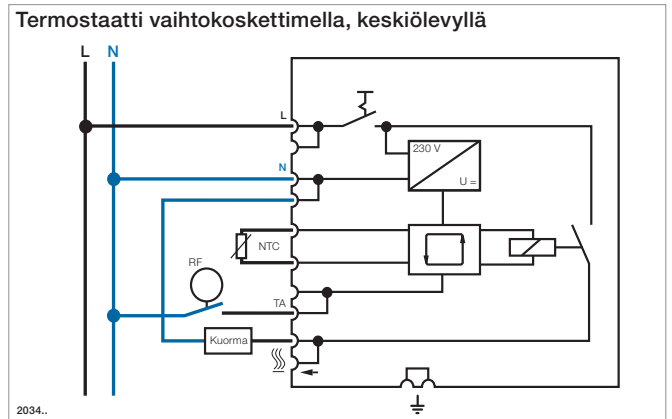 Termostaatti vaihtokoskettimella, keskiölevyllä
L N
L
230 V
N
U =
NTC
RF
TA
Kuorma
2034..